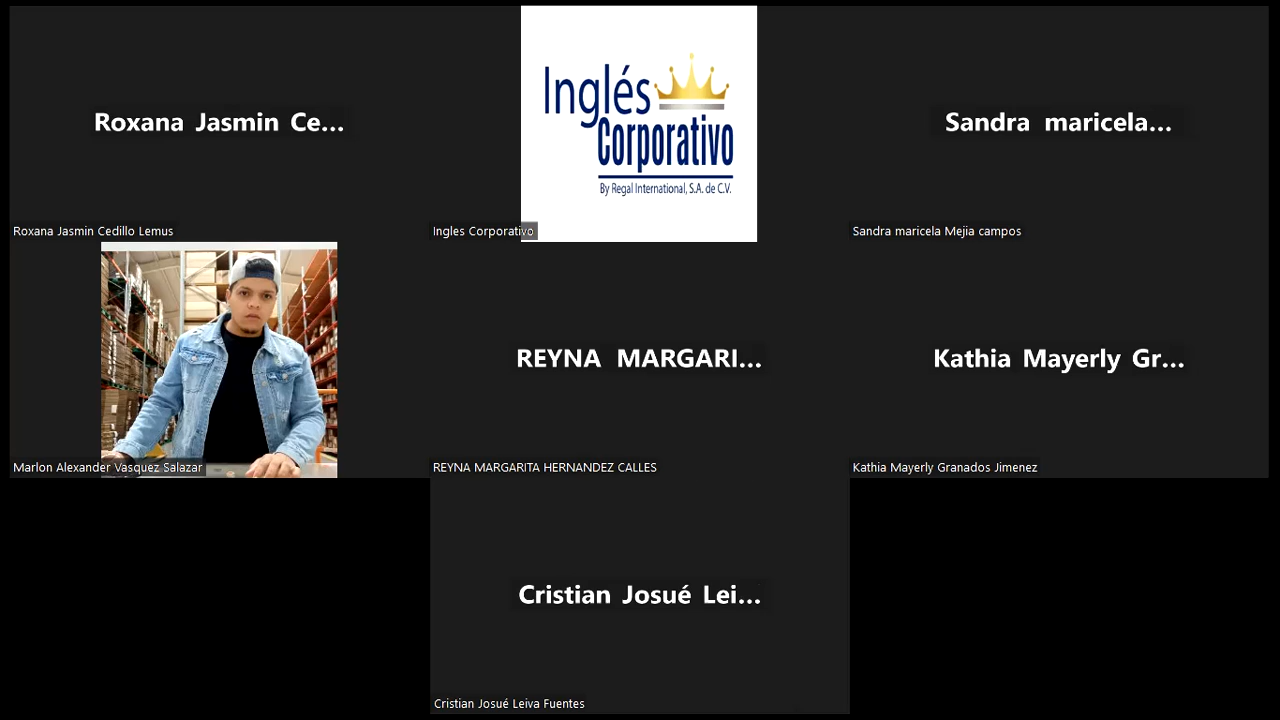 Roxana Jasmin Ce...
Roxana Jasmin Cedillo Lemus
Inglés
Corporativo
By Regal International, S.A. de C.V.
Ingles Corporativo
Sandra maricela...
Sandra maricela Mejia campos
Marlon Alexander Vasquez Salazar
REYNA MARGARI...
REYNA MARGARITA HERNANDEZ CALLES
Kathia Mayerly Gr...
Kathia Mayerly Granados Jimenez
Cristian Josué Lei...
Cristian Josué Leiva Fuentes